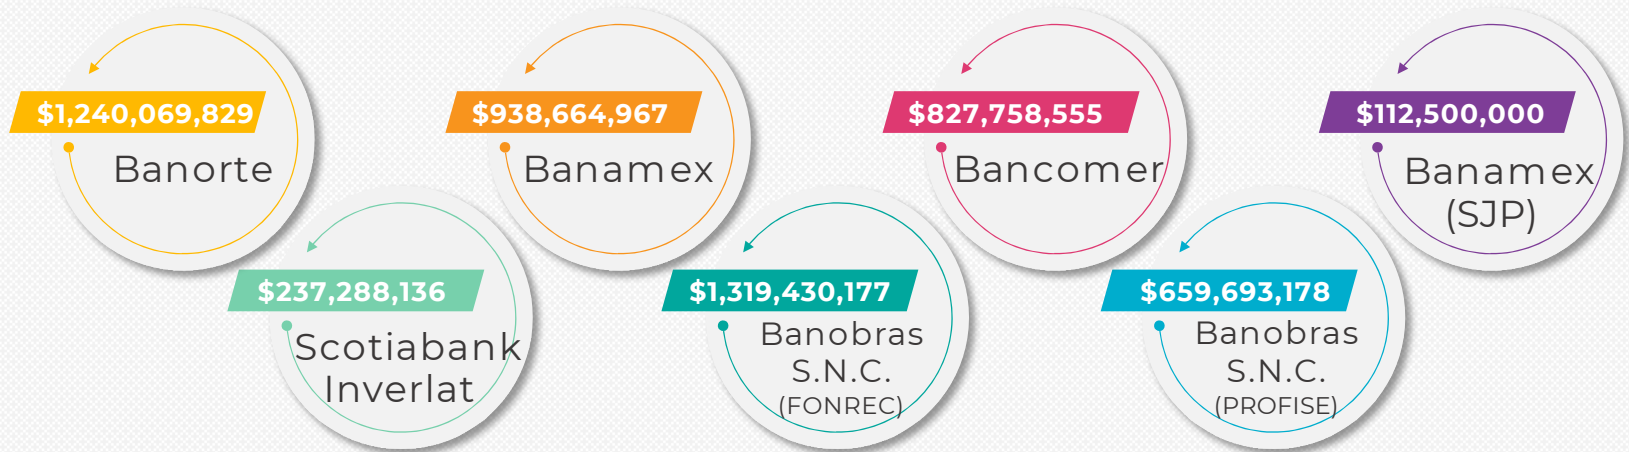 $1,240,069,829
Banorte
$237,288,136
Scotiabank
Inverlat
$938,664,967
Banamex
$1,319,430,177
Banobras
S.N.C.
(FONREC)
$827,758,555
Bancomer
$659,693,178
Banobras
S.N.C.
(PROFISE)
$112,500,000
Banamex
(SJP)